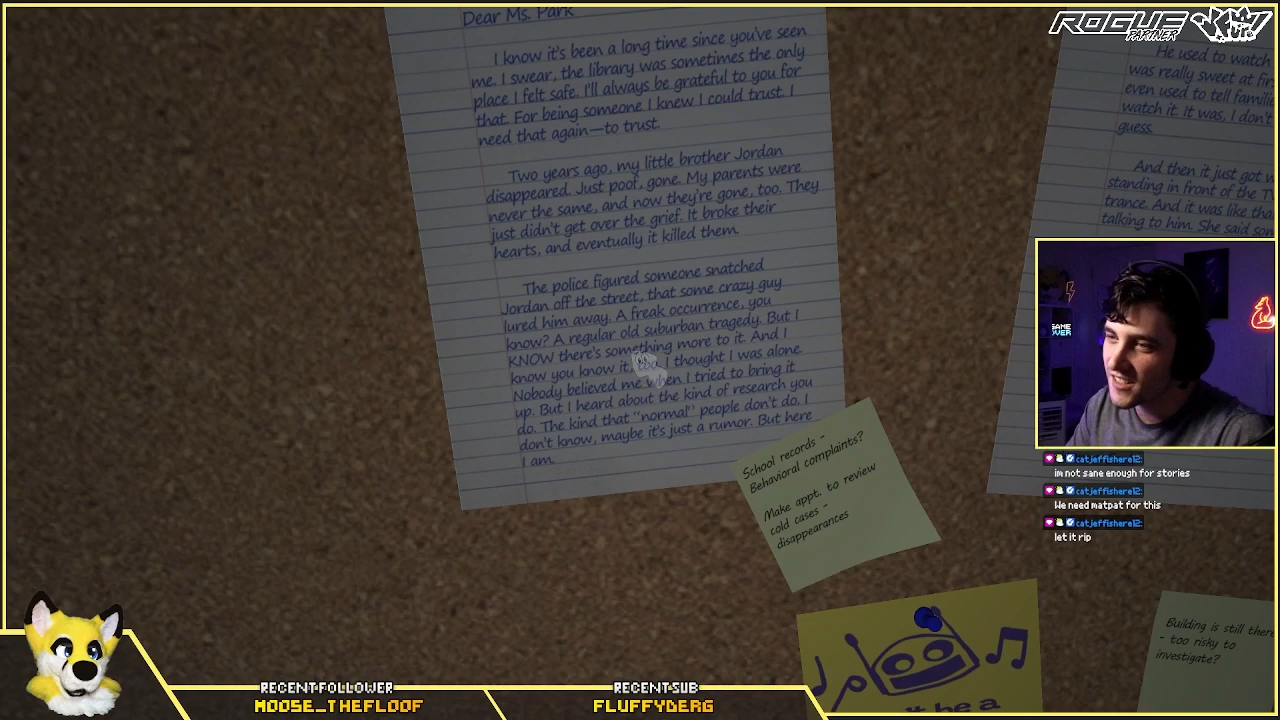 Dear Ms. Park
I know it's been a long time since you've seen
me. I swear, the library was sometimes the only
place I felt safe. I'll always be grateful to you for
that. For being someone I knew I could trust. I
need that again—to trust.
Two years ago, my little brother Jordan
disappeared. Just poof, gone. My parents were
never the same, and now they're gone, too. They
just didn't get over the grief. It broke their
hearts, and eventually it killed them.
The police figured someone snatched
Jordan off the street, that some crazy guy
lured him away. A freak occurrence, you
know? A regular old suburban tragedy. But I
KNOW there's something more to it. And I
know you know it, too. I thought I was alone.
Nobody believed me when I tried to bring it
up. But I heard about the kind of research you
do. The kind that "normal" people don't do. I
don't know, maybe it's just a rumor. But here
I am.
School records -
Behavioral complaints?
Make appt. to review
cold cases -
disappearances
He used to watch
was really sweet at
even used to tell
watch it. It was, I don't
guess.
And then it just got
standing in front of the
trance. And it was like
talking to him. She said
Building is still there
- too risky to
investigate?
be a
ROGUE
PARTNER
GAME
OVER
catjeffishere12:
im not sane enough for stories
catjeffishere12:
We need matpat for this
catjeffishere12:
let it rip
RECENT FOLLOWER
MOOSE_THEFLOOF
RECENT SUB
FLUFFYDERG